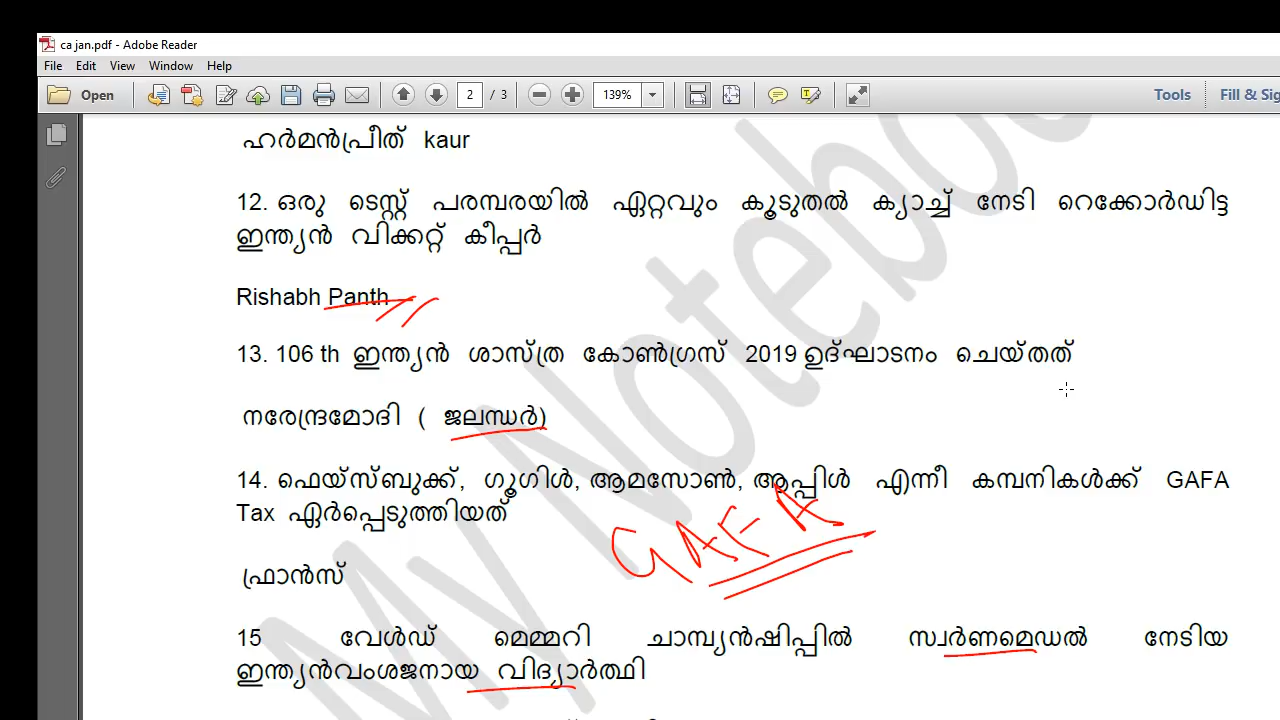 ca jan.pdf - Adobe Reader
File Edit View Window Help
Open 2 / 3 139% Tools Fill & Sig
ഹർമൻപ്രീത് kaur
12. ഒരു ടെസ്റ്റ് പരമ്പരയിൽ ഏറ്റവും കൂടുതൽ ക്യാച്ച് നേടി റെക്കോർഡിട്ട
ഇന്ത്യൻ വിക്കറ്റ് കീപ്പർ
Rishabh Panth
13. 106 th ഇന്ത്യൻ ശാസ്ത്ര കോൺഗ്രസ് 2019 ഉദ്ഘാടനം ചെയ്തത്
നരേന്ദ്രമോദി ( ജലന്ധർ)
14. ഫെയ്സ്ബുക്ക്, ഗൂഗിൾ, ആമസോൺ, ആപ്പിൾ എന്നീ കമ്പനികൾക്ക് GAFA
Tax ഏർപ്പെടുത്തിയത്
GAFA
ഫ്രാൻസ്
15 വേൾഡ് മെമ്മറി ചാമ്പ്യൻഷിപ്പിൽ സ്വർണമെഡൽ നേടിയ
ഇന്ത്യൻവംശജനായ വിദ്യാർത്ഥി
My Notebo